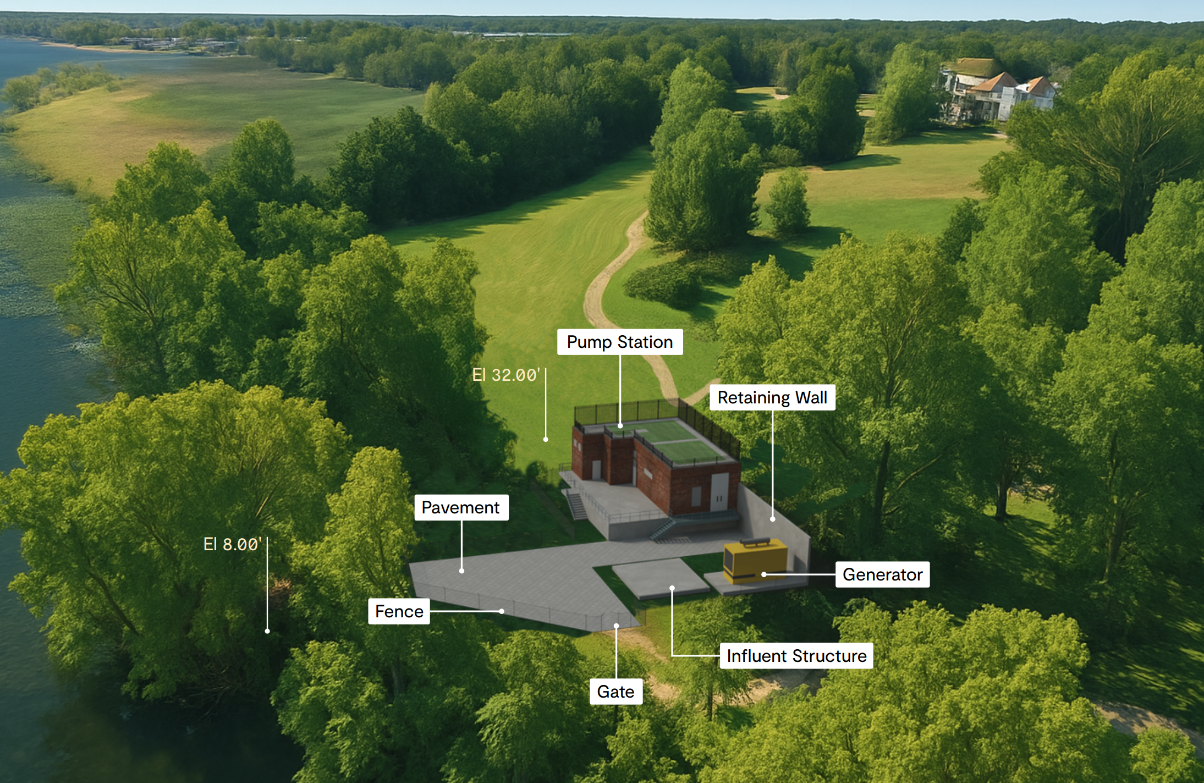 Pump Station
El 32.00'
Retaining Wall
Pavement
El 8.00'
Generator
Fence
Influent Structure
Gate